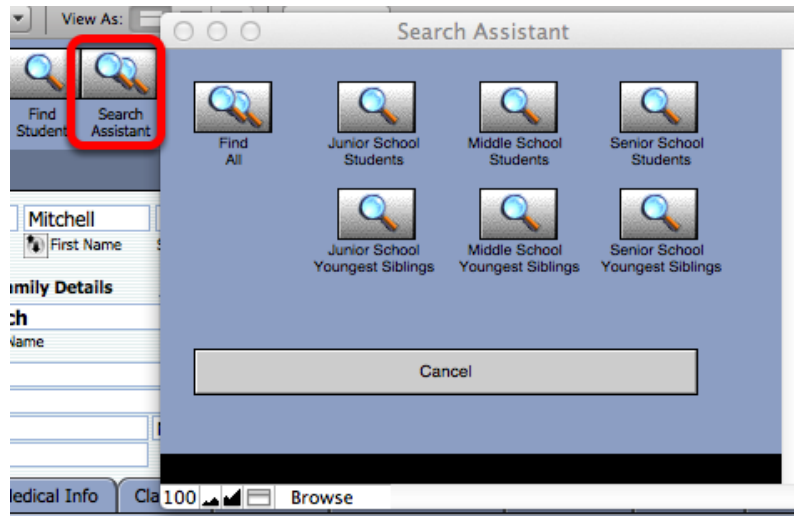 View As:
Search Assistant
Find
Student
Search
Assistant
Find
All
Junior School
Students
Middle School
Students
Senior School
Students
Junior School
Youngest Siblings
Middle School
Youngest Siblings
Senior School
Youngest Siblings
Mitchell
First Name
mily Details
ch
Name
Cancel
Medical Info
Cla
100
Browse